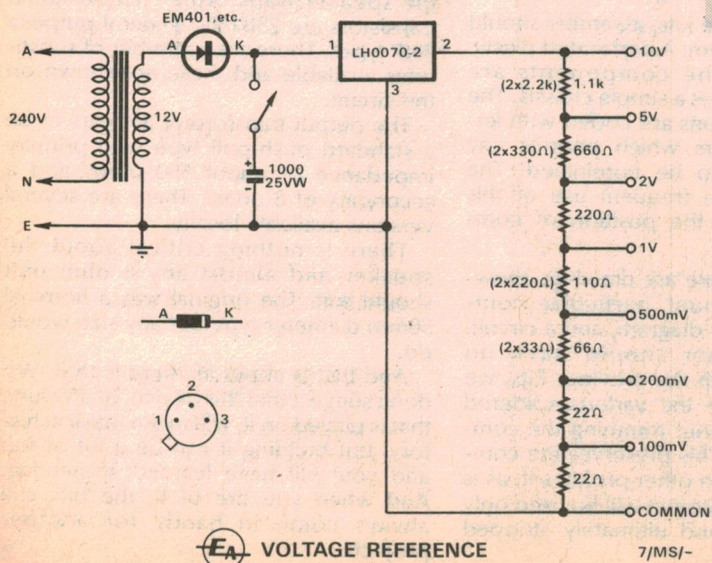 EM401,etc.
A
A
K
1
LH0070-2
2
10V
3
(2x2.2k)
1.1k
240V
12V
5V
(2x330Ω)
660Ω
2V
N
1000
25VW
220Ω
E
1V
(2x220Ω)
110Ω
A
K
500mV
(2x33Ω)
66Ω
2
200mV
1
3
22Ω
100mV
22Ω
COMMON
EA VOLTAGE REFERENCE
7/MS/–